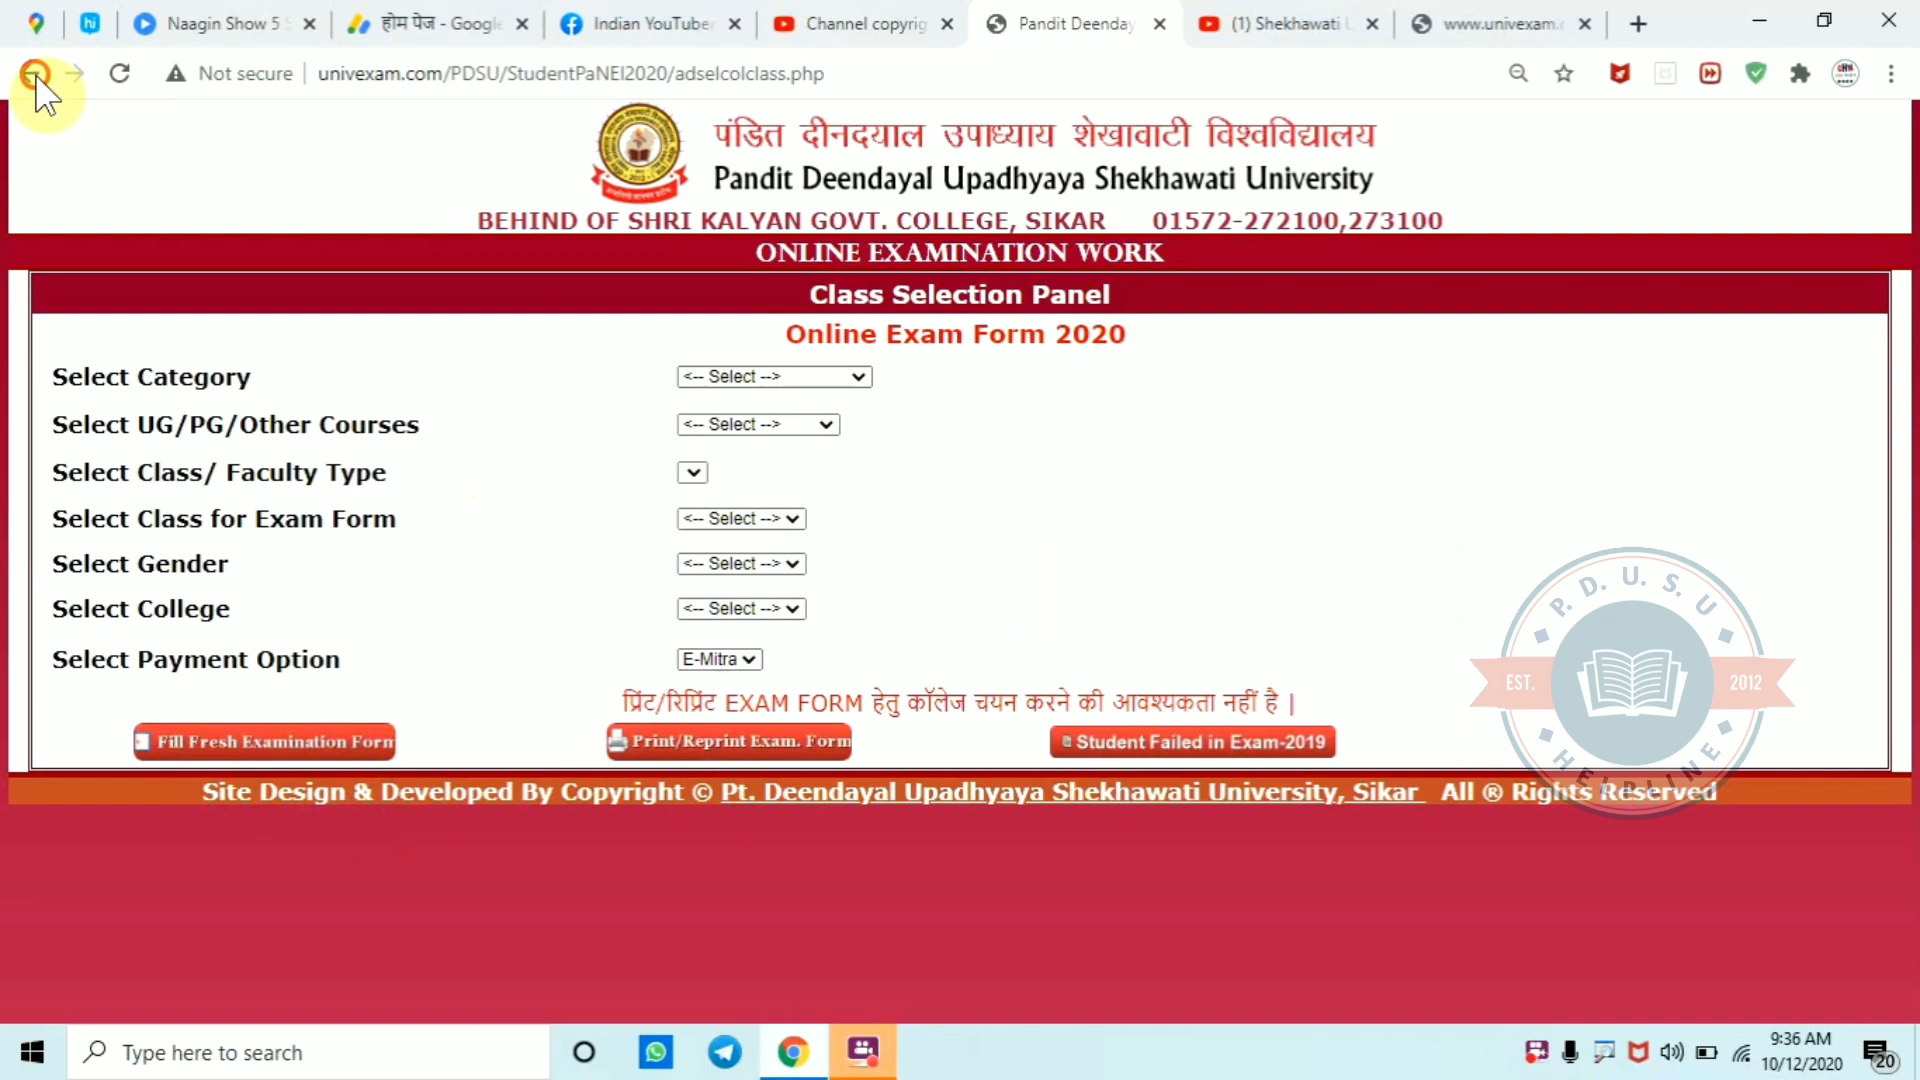 Naagin Show 5 S
होम पेज - Google
Indian YouTuber
Channel copyrig
Pandit Deenday
(1) Shekhawati U
www.univexam.c
Not secure
univexam.com/PDSU/StudentPaNEl2020/adselcolclass.php
पंडित दीनदयाल उपाध्याय शेखावाटी विश्वविद्यालय
Pandit Deendayal Upadhyaya Shekhawati University
BEHIND OF SHRI KALYAN GOVT. COLLEGE, SIKAR 01572-272100,273100
ONLINE EXAMINATION WORK
Class Selection Panel
Online Exam Form 2020
Select Category <-- Select -->
Select UG/PG/Other Courses <-- Select -->
Select Class/ Faculty Type
Select Class for Exam Form <-- Select -->
Select Gender <-- Select -->
Select College <-- Select -->
Select Payment Option E-Mitra
प्रिंट/रिप्रिंट EXAM FORM हेतु कॉलेज चयन करने की आवश्यकता नहीं है |
Fill Fresh Examination Form Print/Reprint Exam. Form Student Failed in Exam-2019
P. D. U. S. U
EST. 2012
HELPLINE
Site Design & Developed By Copyright © Pt. Deendayal Upadhyaya Shekhawati University, Sikar All ® Rights Reserved
Type here to search
9:36 AM
10/12/2020
20